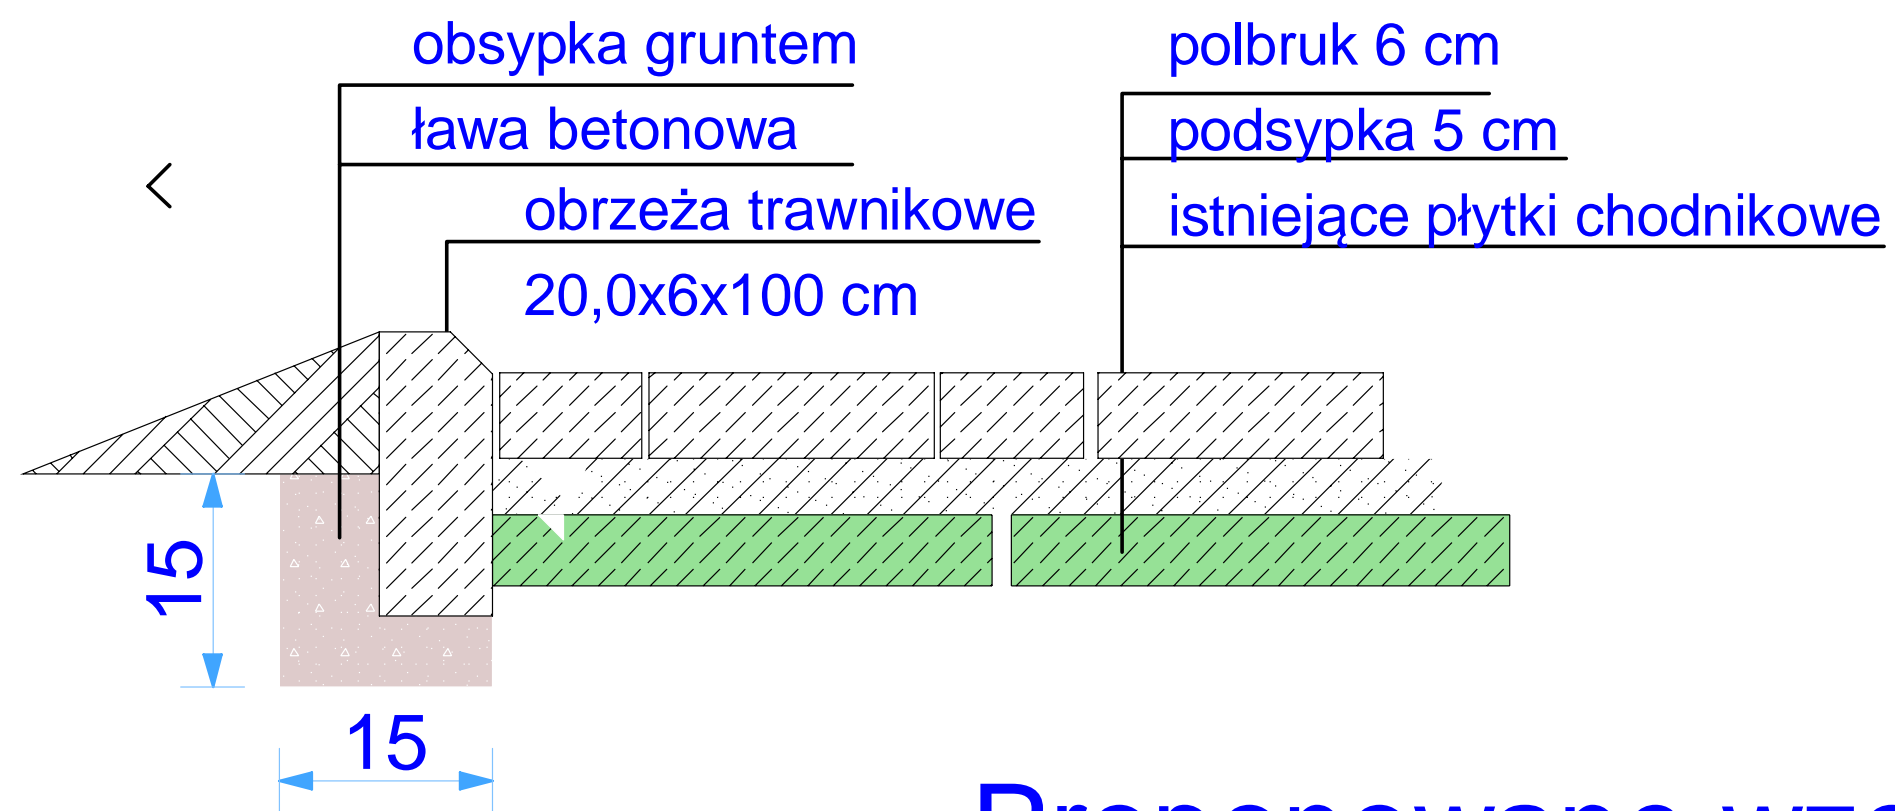 obsypka gruntem
ława betonowa
obrzeża trawnikowe
20,0x6x100 cm
polbruk 6 cm
podsypka 5 cm
istniejące płytki chodnikowe
15
15